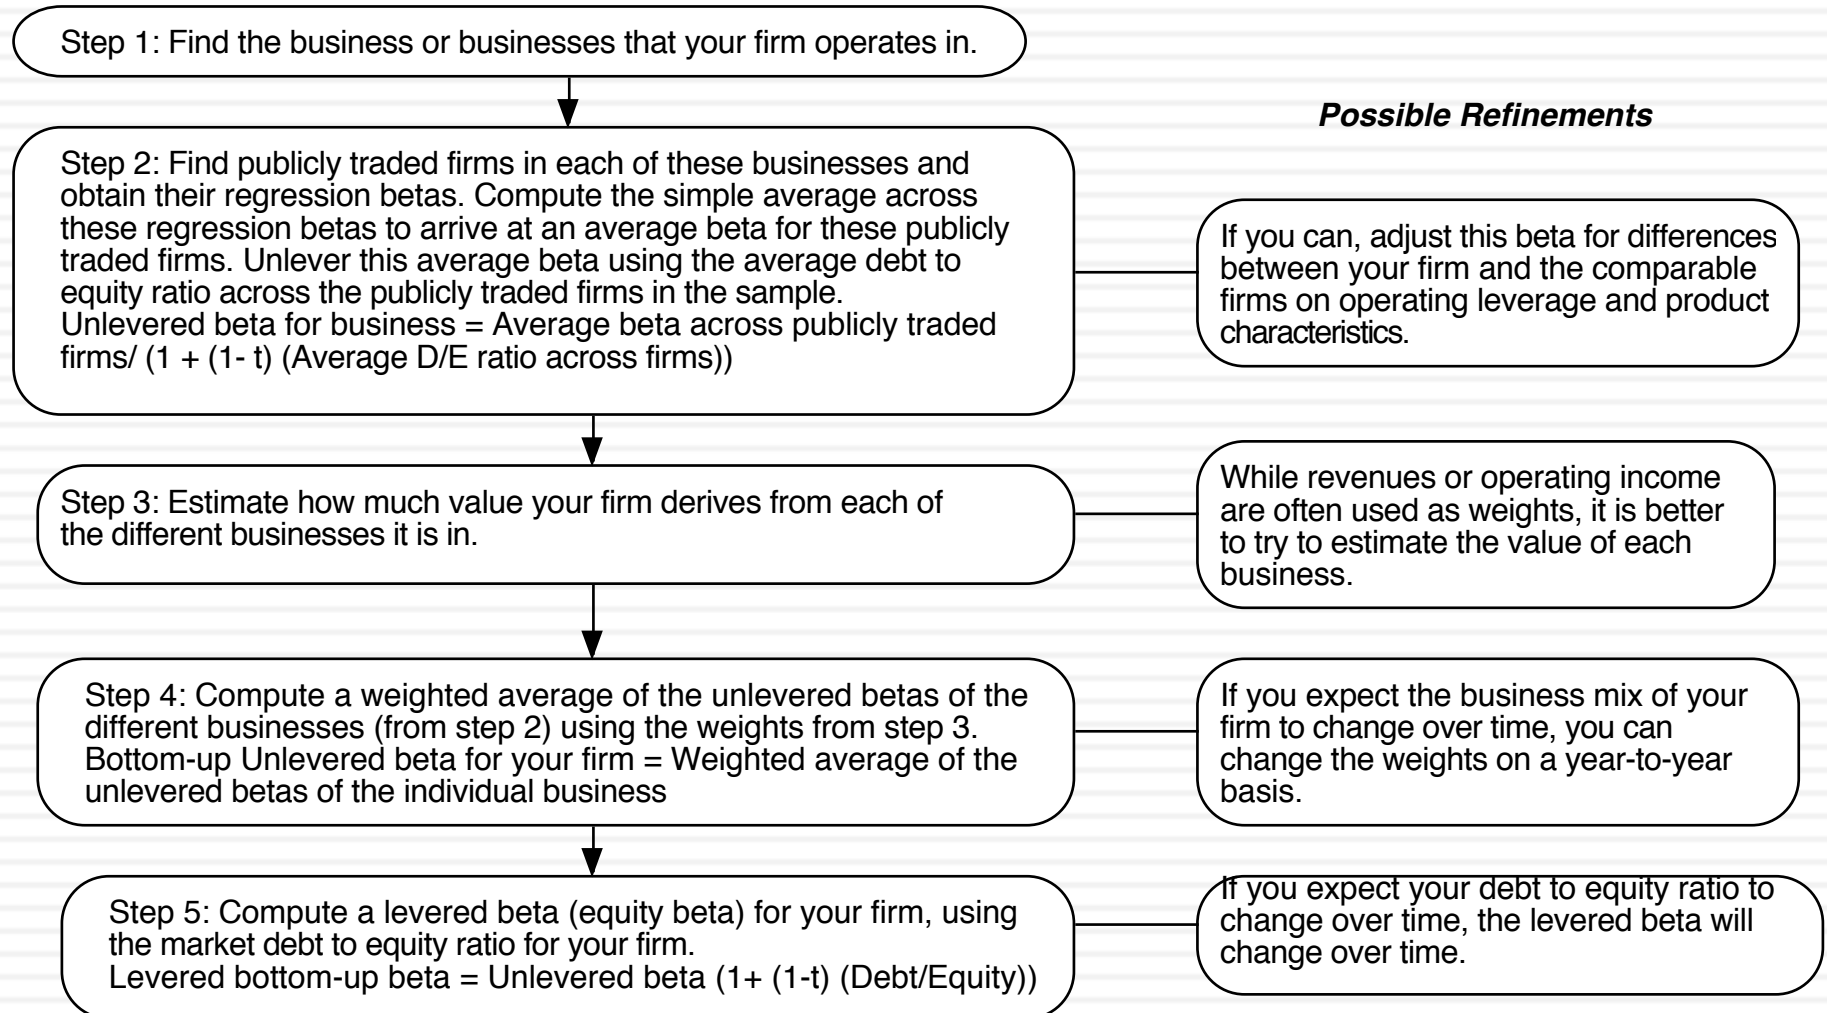 Step 1: Find the business or businesses that your firm operates in.
Possible Refinements
Step 2: Find publicly traded firms in each of these businesses and
obtain their regression betas. Compute the simple average across
these regression betas to arrive at an average beta for these publicly
traded firms. Unlever this average beta using the average debt to
equity ratio across the publicly traded firms in the sample.
Unlevered beta for business = Average beta across publicly traded
firms/ (1 + (1- t) (Average D/E ratio across firms))
If you can, adjust this beta for differences
between your firm and the comparable
firms on operating leverage and product
characteristics.
Step 3: Estimate how much value your firm derives from each of
the different businesses it is in.
While revenues or operating income
are often used as weights, it is better
to try to estimate the value of each
business.
Step 4: Compute a weighted average of the unlevered betas of the
different businesses (from step 2) using the weights from step 3.
Bottom-up Unlevered beta for your firm = Weighted average of the
unlevered betas of the individual business
If you expect the business mix of your
firm to change over time, you can
change the weights on a year-to-year
basis.
Step 5: Compute a levered beta (equity beta) for your firm, using
the market debt to equity ratio for your firm.
Levered bottom-up beta = Unlevered beta (1+ (1-t) (Debt/Equity))
If you expect your debt to equity ratio to
change over time, the levered beta will
change over time.